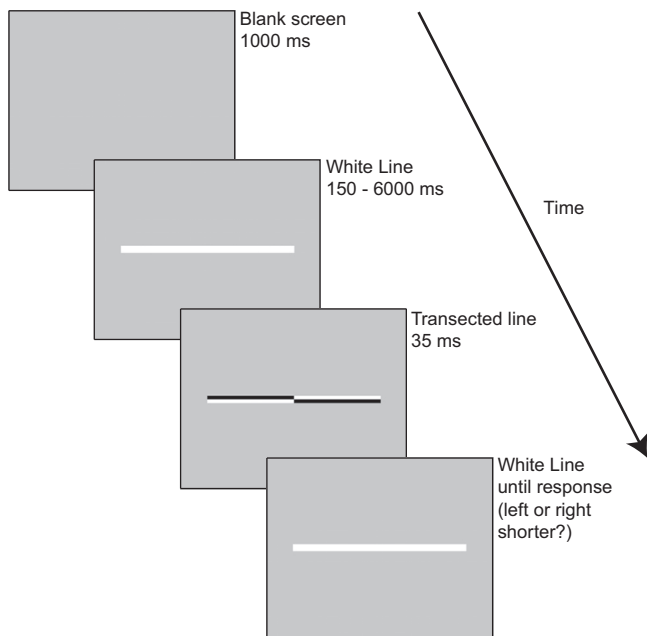 Blank screen
1000 ms
White Line
150 - 6000 ms
Time
Transected line
35 ms
White Line
until response
(left or right
shorter?)